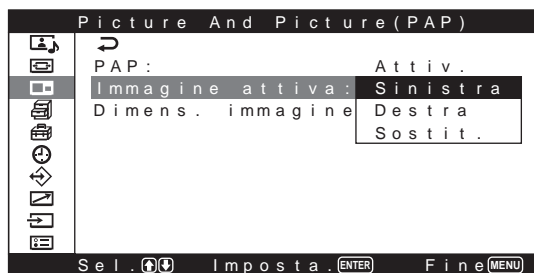 Picture And Picture(PAP)
PAP: Attiv.
Immagine attiva: Sinistra
Dimens. immagine Destra
Sostit.
Sel. Imposta. ENTER Fine MENU